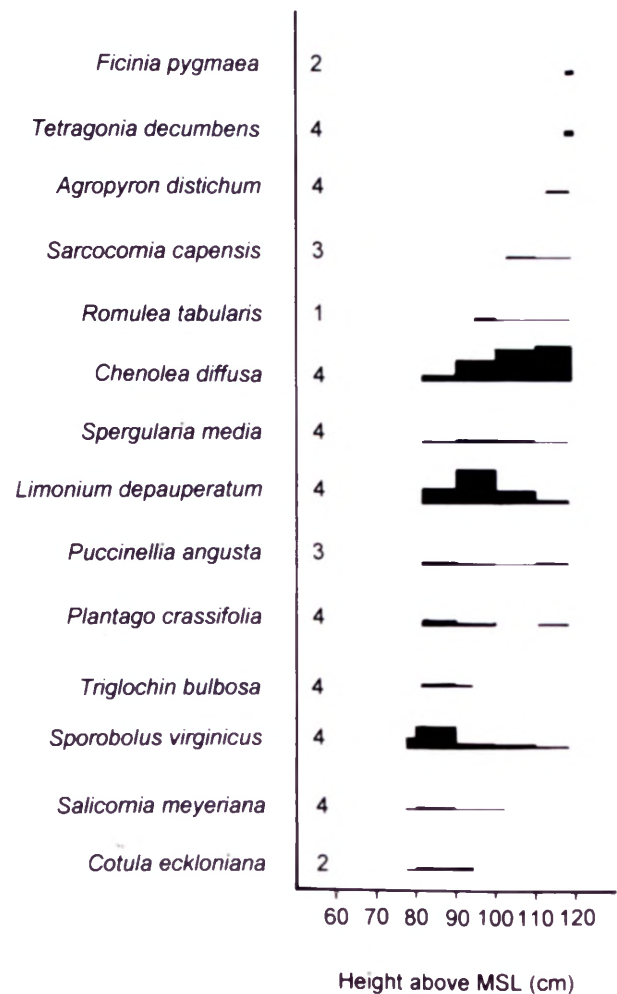 Ficinia pygmaea 2
Tetragonia decumbens 4
Agropyron distichum 4
Sarcocornia capensis 3
Romulea tabularis 1
Chenolea diffusa 4
Spergularia media 4
Limonium depauperatum 4
Puccinellia angusta 3
Plantago crassifolia 4
Triglochin bulbosa 4
Sporobolus virginicus 4
Salicornia meyeriana 4
Cotula eckloniana 2
60 70 80 90 100 110 120
Height above MSL (cm)